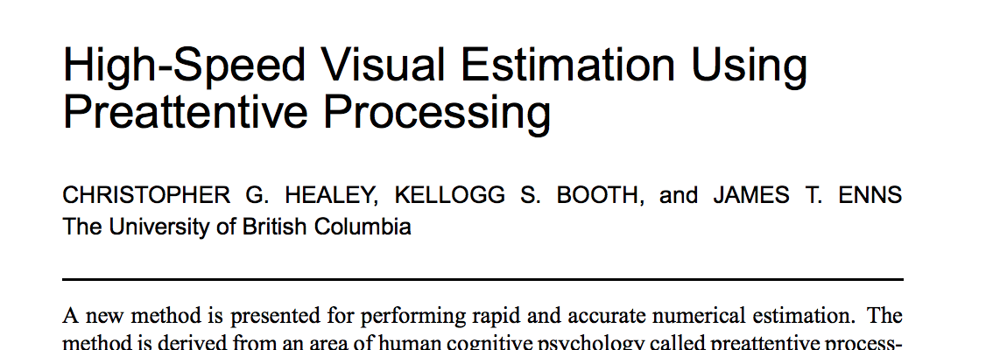 High-Speed Visual Estimation Using
Preattentive Processing
CHRISTOPHER G. HEALEY, KELLOGG S. BOOTH, and JAMES T. ENNS
The University of British Columbia
A new method is presented for performing rapid and accurate numerical estimation. The
method is derived from an area of human cognitive psychology called preattentive process-